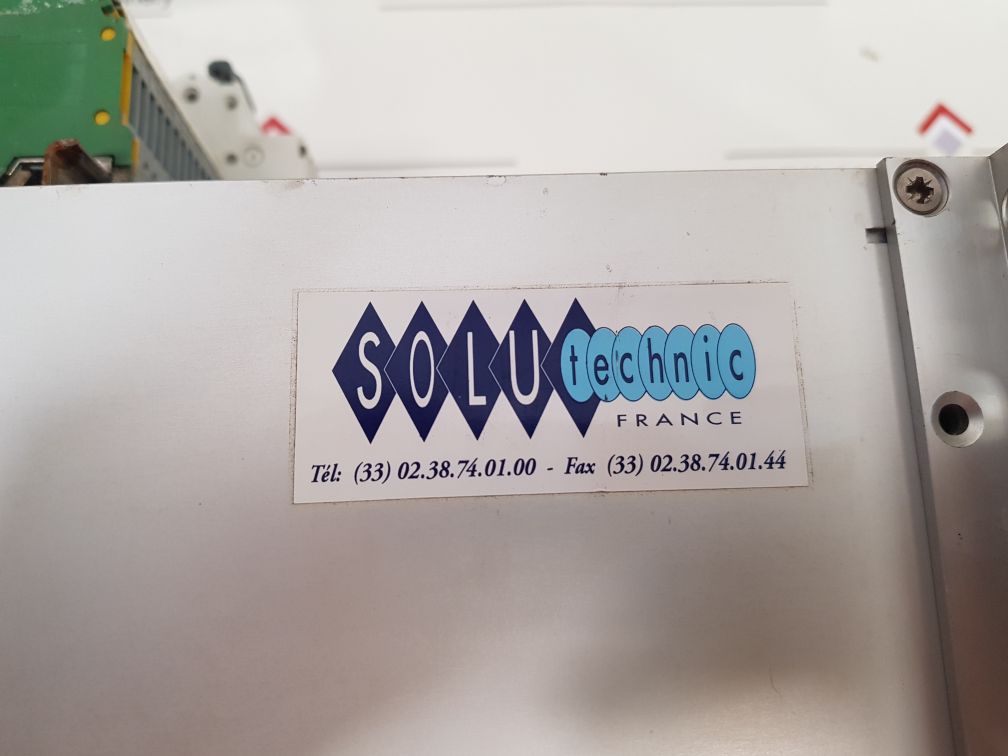 SOLUtechnic
FRANCE
Tél: (33) 02.38.74.01.00 - Fax (33) 02.38.74.01.44